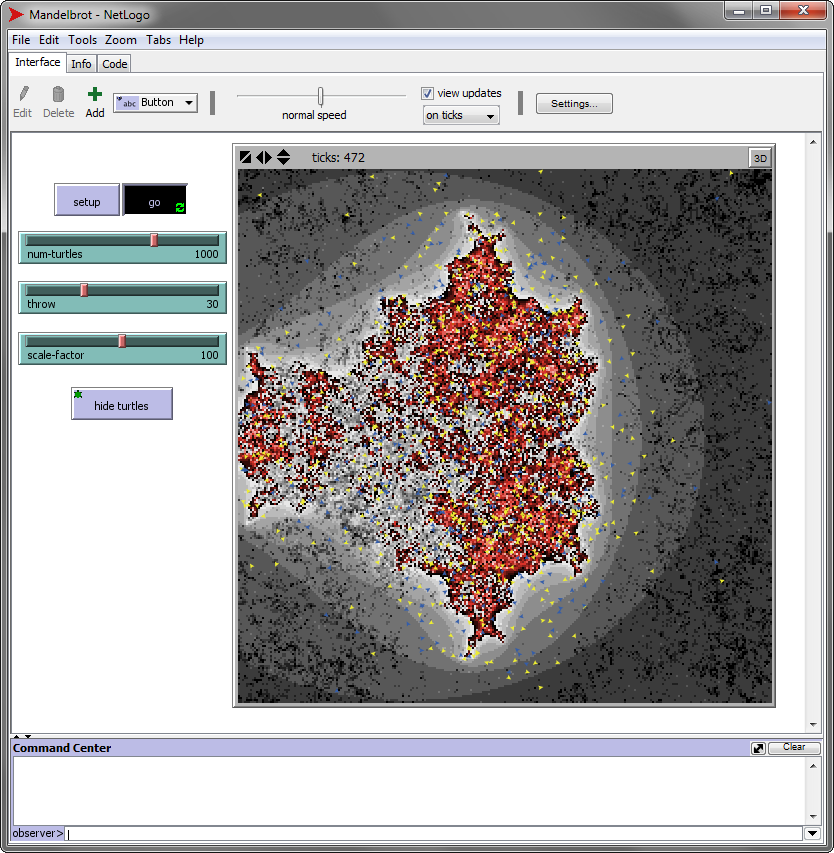 Mandelbrot - NetLogo
File Edit Tools Zoom Tabs Help
Interface Info Code
Edit Delete Add abc Button normal speed view updates on ticks Settings...
ticks: 472 3D
setup go
num-turtles 1000
throw 30
scale-factor 100
hide turtles
Command Center Clear
observer>